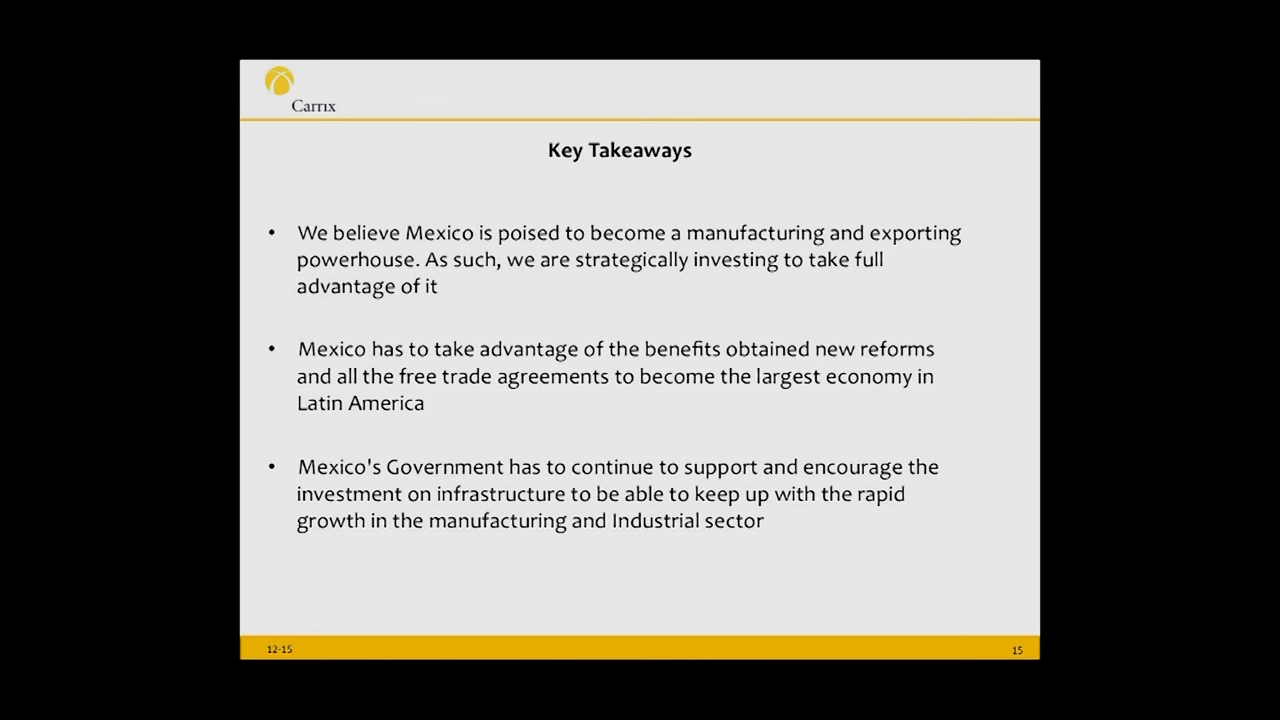 Carrix
Key Takeaways
• We believe Mexico is poised to become a manufacturing and exporting
powerhouse. As such, we are strategically investing to take full
advantage of it
• Mexico has to take advantage of the benefits obtained new reforms
and all the free trade agreements to become the largest economy in
Latin America
• Mexico's Government has to continue to support and encourage the
investment on infrastructure to be able to keep up with the rapid
growth in the manufacturing and Industrial sector
12-15
15